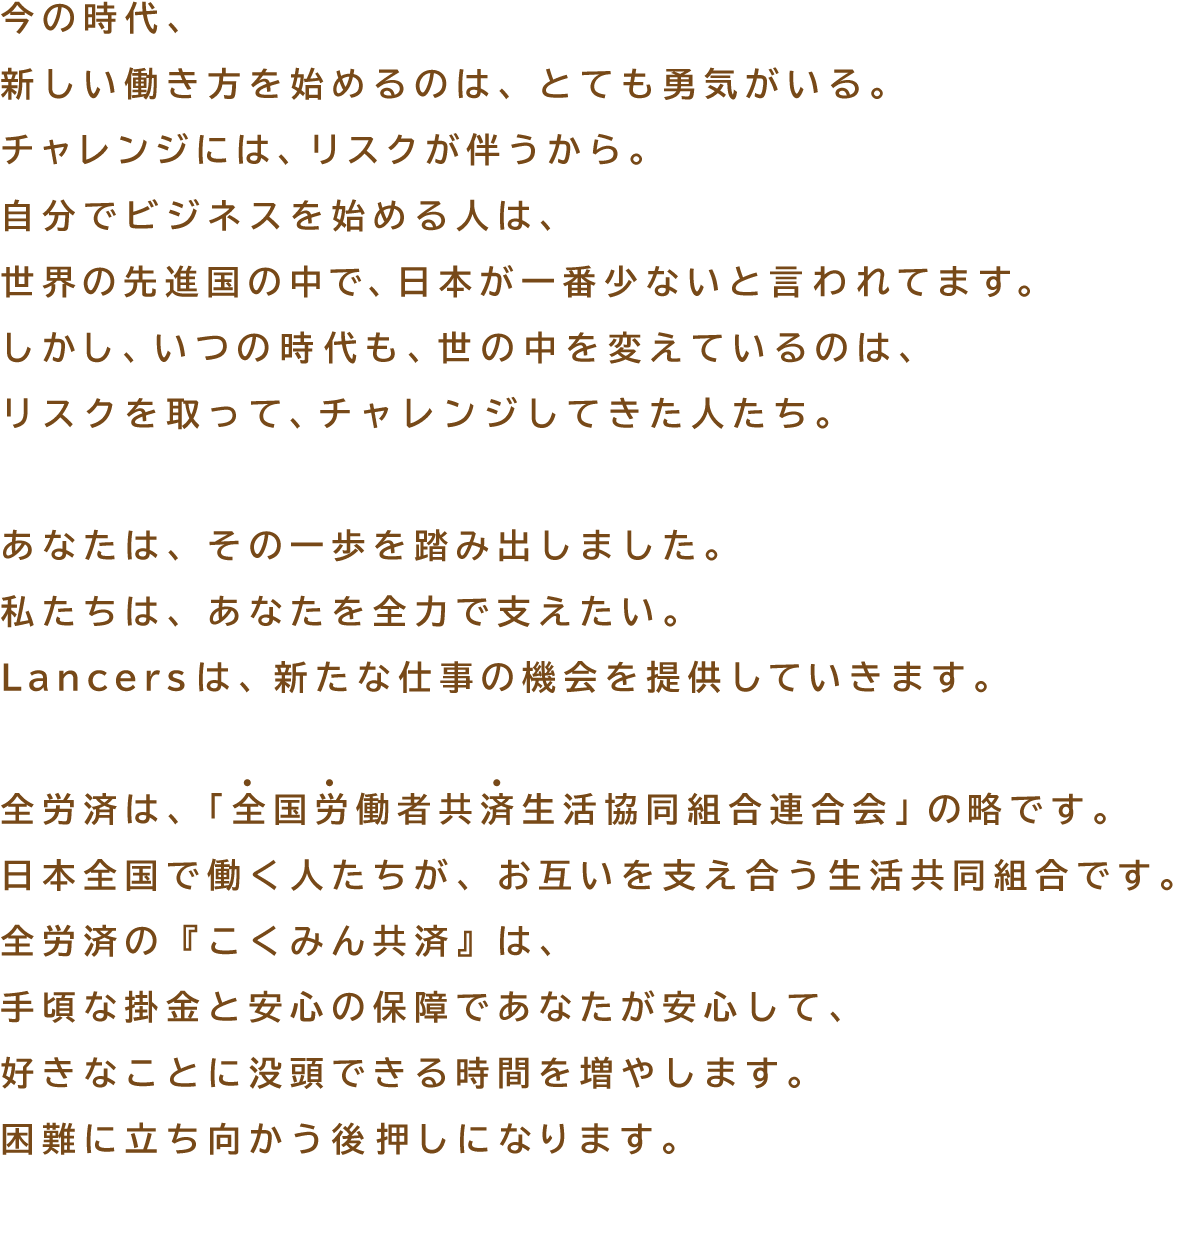 今の時代、
新しい働き方を始めるのは、とても勇気がいる。
チャレンジには、リスクが伴うから。
自分でビジネスを始める人は、
世界の先進国の中で、日本が一番少ないと言われてます。
しかし、いつの時代も、世の中を変えているのは、
リスクを取って、チャレンジしてきた人たち。
あなたは、その一歩を踏み出しました。
私たちは、あなたを全力で支えたい。
Lancersは、新たな仕事の機会を提供していきます。
全労済は、「全国労働者共済生活協同組合連合会」の略です。
日本全国で働く人たちが、お互いを支え合う生活共同組合です。
全労済の『こくみん共済』は、
手頃な掛金と安心の保障であなたが安心して、
好きなことに没頭できる時間を増やします。
困難に立ち向かう後押しになります。